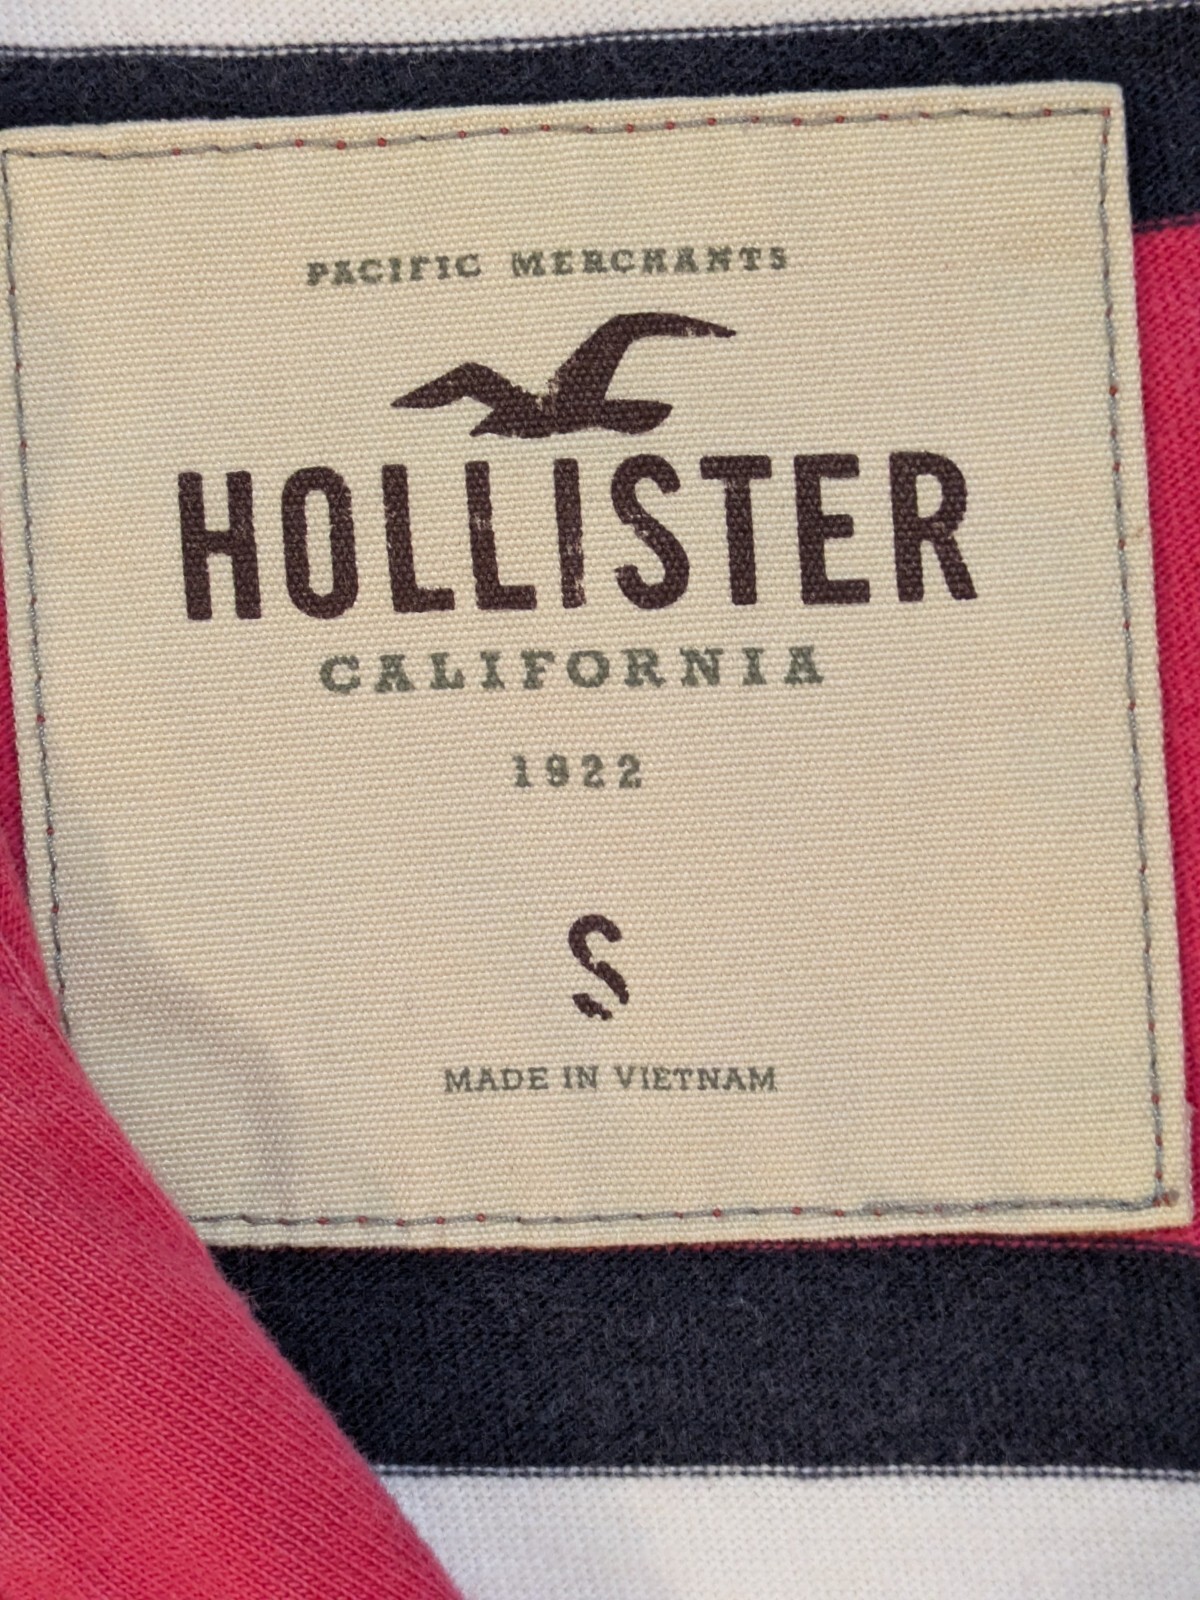 PACIFIC MERCHANTS
HOLLISTER
CALIFORNIA
1922
S
MADE IN VIETNAM